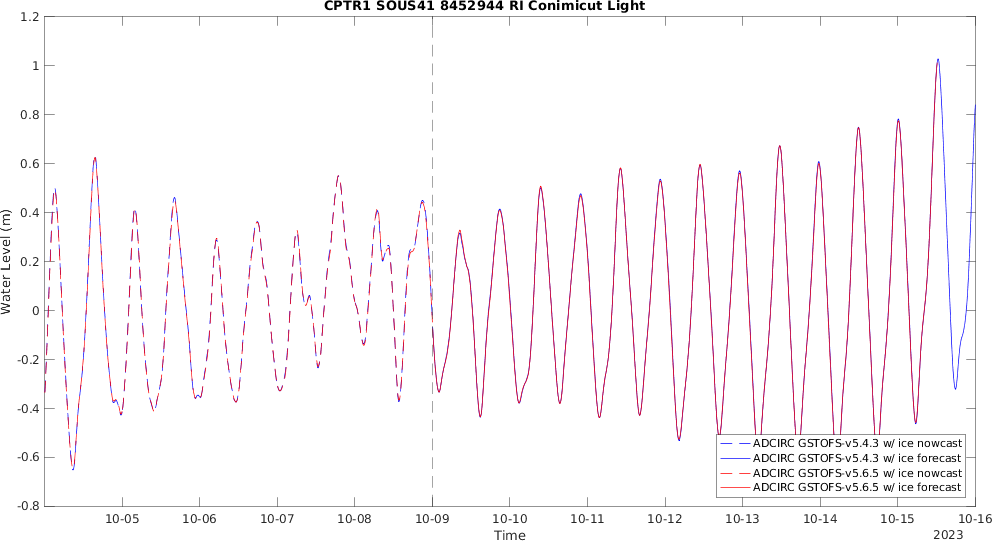 CPTR1 SOUS41 8452944 RI Conimicut Light
1.2
1
0.8
0.6
0.4
0.2
0
-0.2
-0.4
-0.6
-0.8
Water Level (m)
10-05 10-06 10-07 10-08 10-09 10-10 10-11 10-12 10-13 10-14 10-15 10-16
Time
2023
ADCIRC GSTOFS-v5.4.3 w/ ice nowcast
ADCIRC GSTOFS-v5.4.3 w/ ice forecast
ADCIRC GSTOFS-v5.6.5 w/ ice nowcast
ADCIRC GSTOFS-v5.6.5 w/ ice forecast